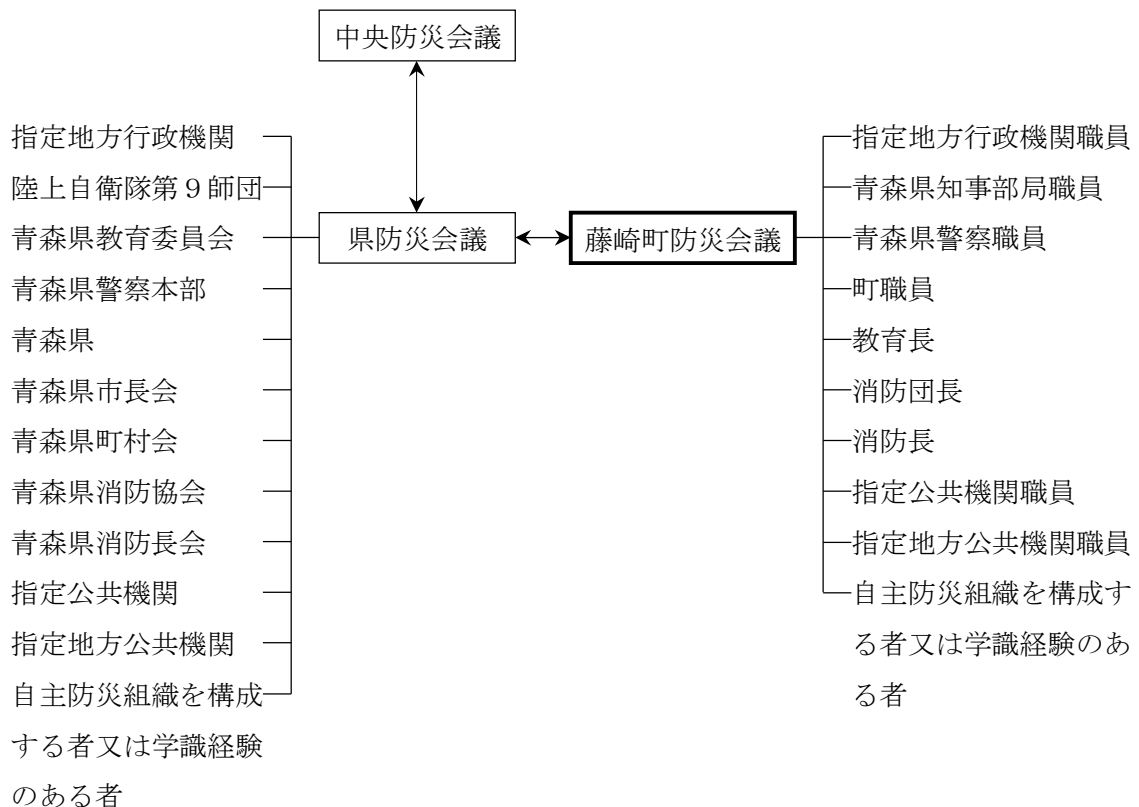 中央防災会議
指定地方行政機関
陸上自衛隊第９師団
青森県教育委員会
青森県警察本部
青森県
青森県市長会
青森県町村会
青森県消防協会
青森県消防長会
指定公共機関
指定地方公共機関
自主防災組織を構成
する者又は学識経験
のある者
県防災会議
藤崎町防災会議
指定地方行政機関職員
青森県知事部局職員
青森県警察職員
町職員
教育長
消防団長
消防長
指定公共機関職員
指定地方公共機関職員
自主防災組織を構成す
る者又は学識経験のあ
る者